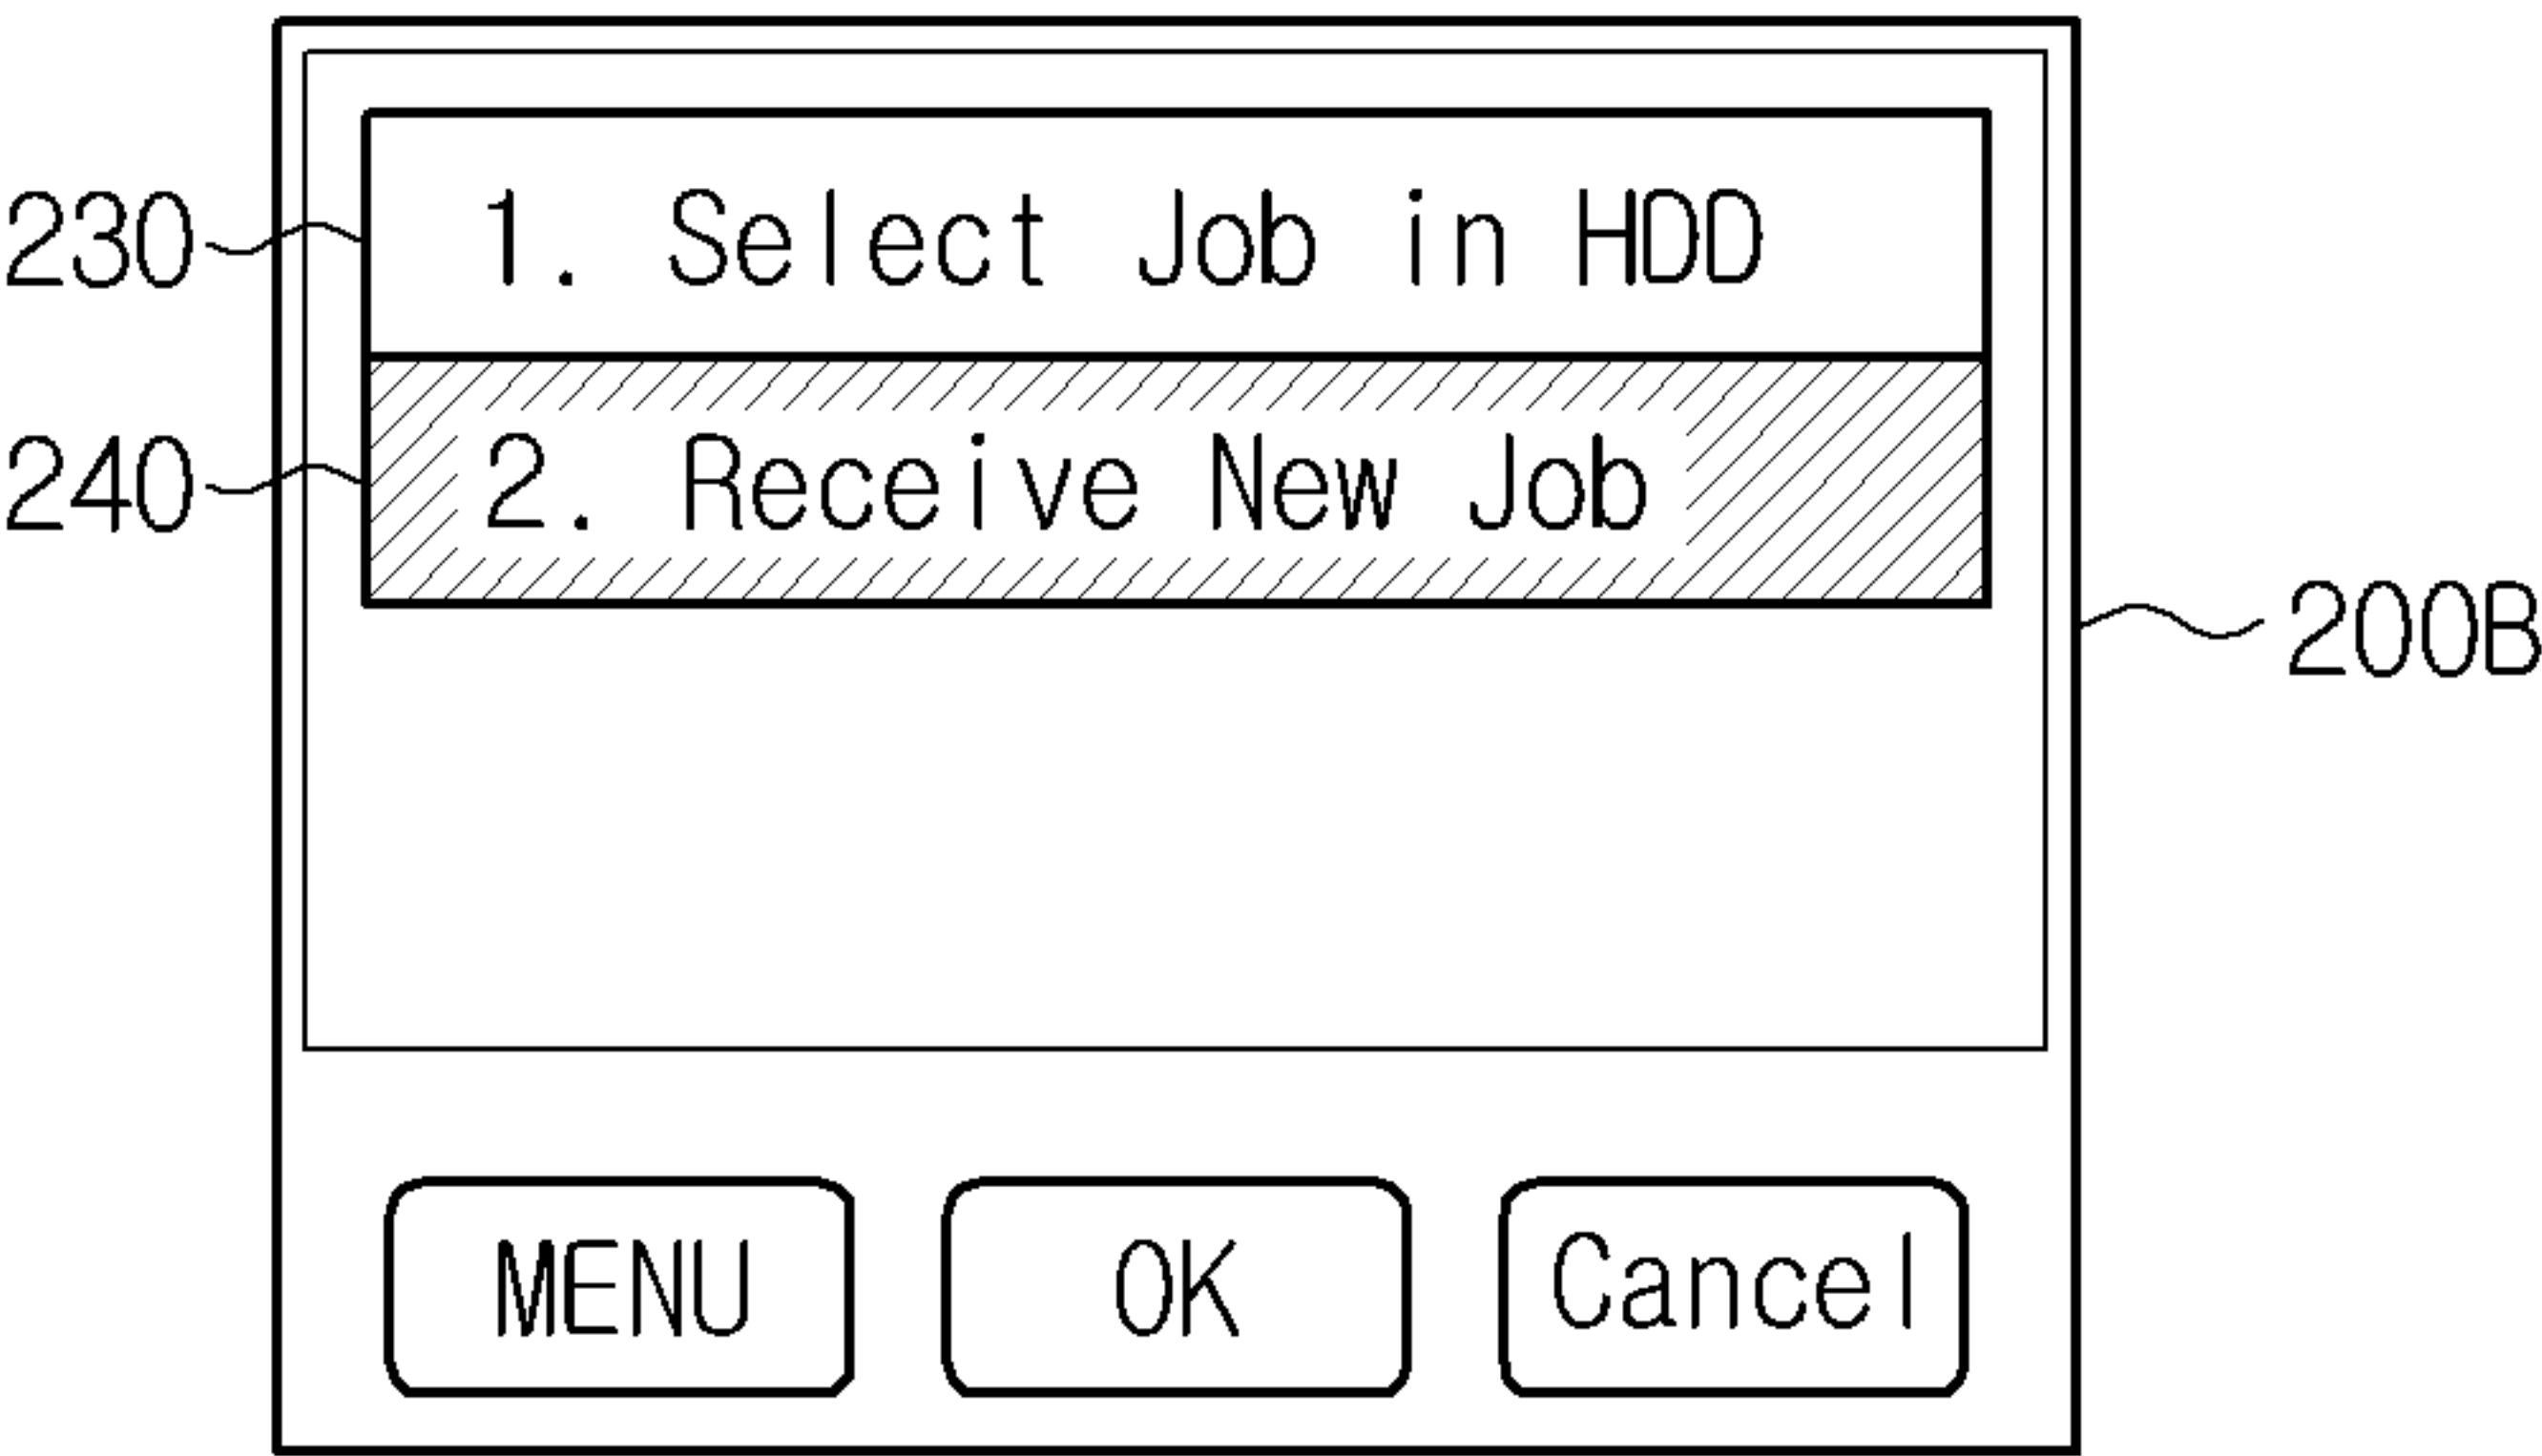 230
1. Select Job in HDD
240
2. Receive New Job
200B
MENU
OK
Cancel